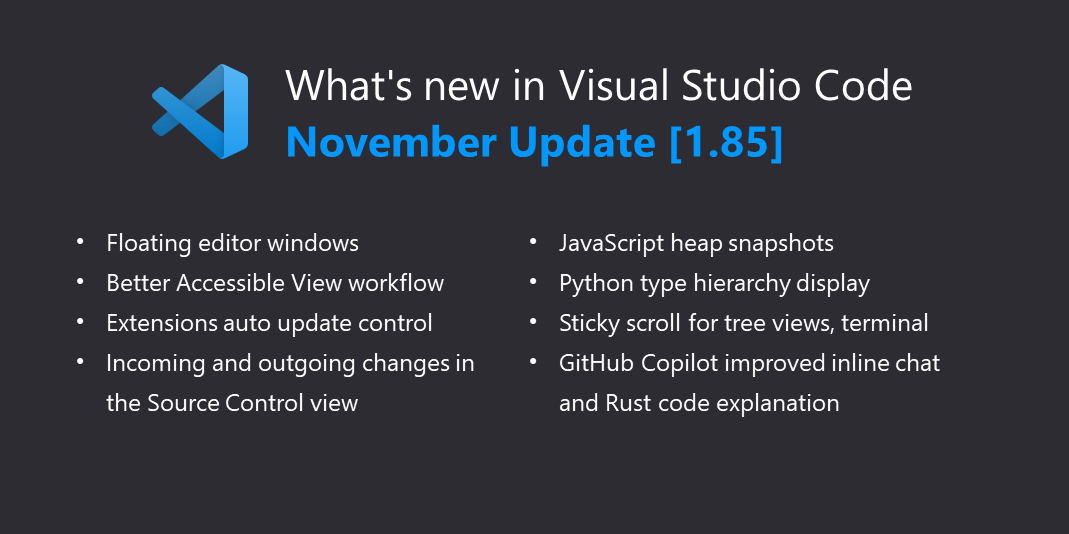 What's new in Visual Studio Code
November Update [1.85]
• Floating editor windows
• Better Accessible View workflow
• Extensions auto update control
• Incoming and outgoing changes in
the Source Control view
• JavaScript heap snapshots
• Python type hierarchy display
• Sticky scroll for tree views, terminal
• GitHub Copilot improved inline chat
and Rust code explanation